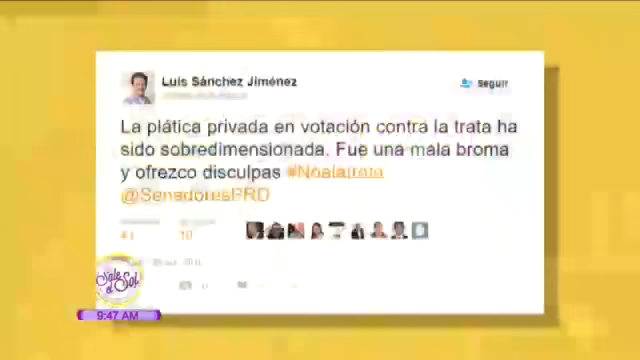 Luis Sánchez Jiménez
Seguir
La plática privada en votación contra la trata ha
sido sobredimensionada. Fue una mala broma
y ofrezco disculpas #Noalatrata
@SenadoresPRD
41 10
Sale
el Sol
9:47 AM